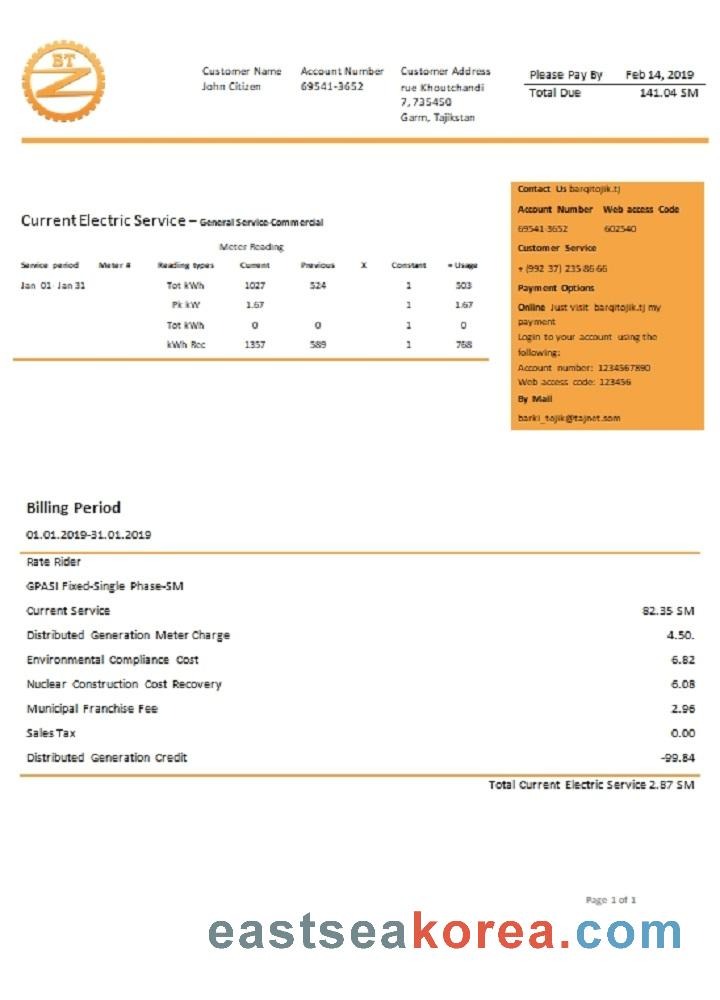 BT
Customer Name Account Number Customer Address
John Citizen 69541-3652 rue Khoutchandi
7, 735450
Garm, Tajikstan
Please Pay By Feb 14, 2019
Total Due 141.04 SM
Current Electric Service – General Service-Commercial
Meter Reading
Service period Meter # Reading types Current Previous X Constant = Usage
Jan 01 Jan 31 Tot kWh 1027 524 1 503
Pk kW 1.67 1 1.67
Tot kWh 0 0 1 0
kWh Rec 1357 589 1 768
Contact Us barqitojik.tj
Account Number Web access Code
69541-3652 602540
Customer Service
+ (992 37) 235-86-66
Payment Options
Online Just visit barqitojik.tj my
payment
Login to your account using the
following:
Account number: 1234567890
Web access code: 123456
By Mail
barki_tojik@tajnet.som
Billing Period
01.01.2019-31.01.2019
Rate Rider
GPASI Fixed-Single Phase-SM
Current Service 82.35 SM
Distributed Generation Meter Charge 4.50.
Environmental Compliance Cost 6.82
Nuclear Construction Cost Recovery 6.08
Municipal Franchise Fee 2.96
Sales Tax 0.00
Distributed Generation Credit -99.84
Total Current Electric Service 2.87 SM
Page 1 of 1
eastseakorea.com